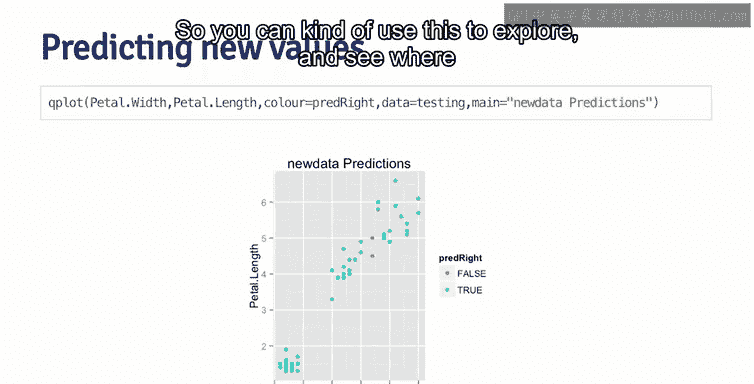 So you can kind of use this to explore,
and see where
Predicting new values
qplot(Petal.Width,Petal.Length,colour=predRight,data=testing,main="newdata Predictions")
newdata Predictions
6
5
4
3
2
Petal.Length
predRight
FALSE
TRUE